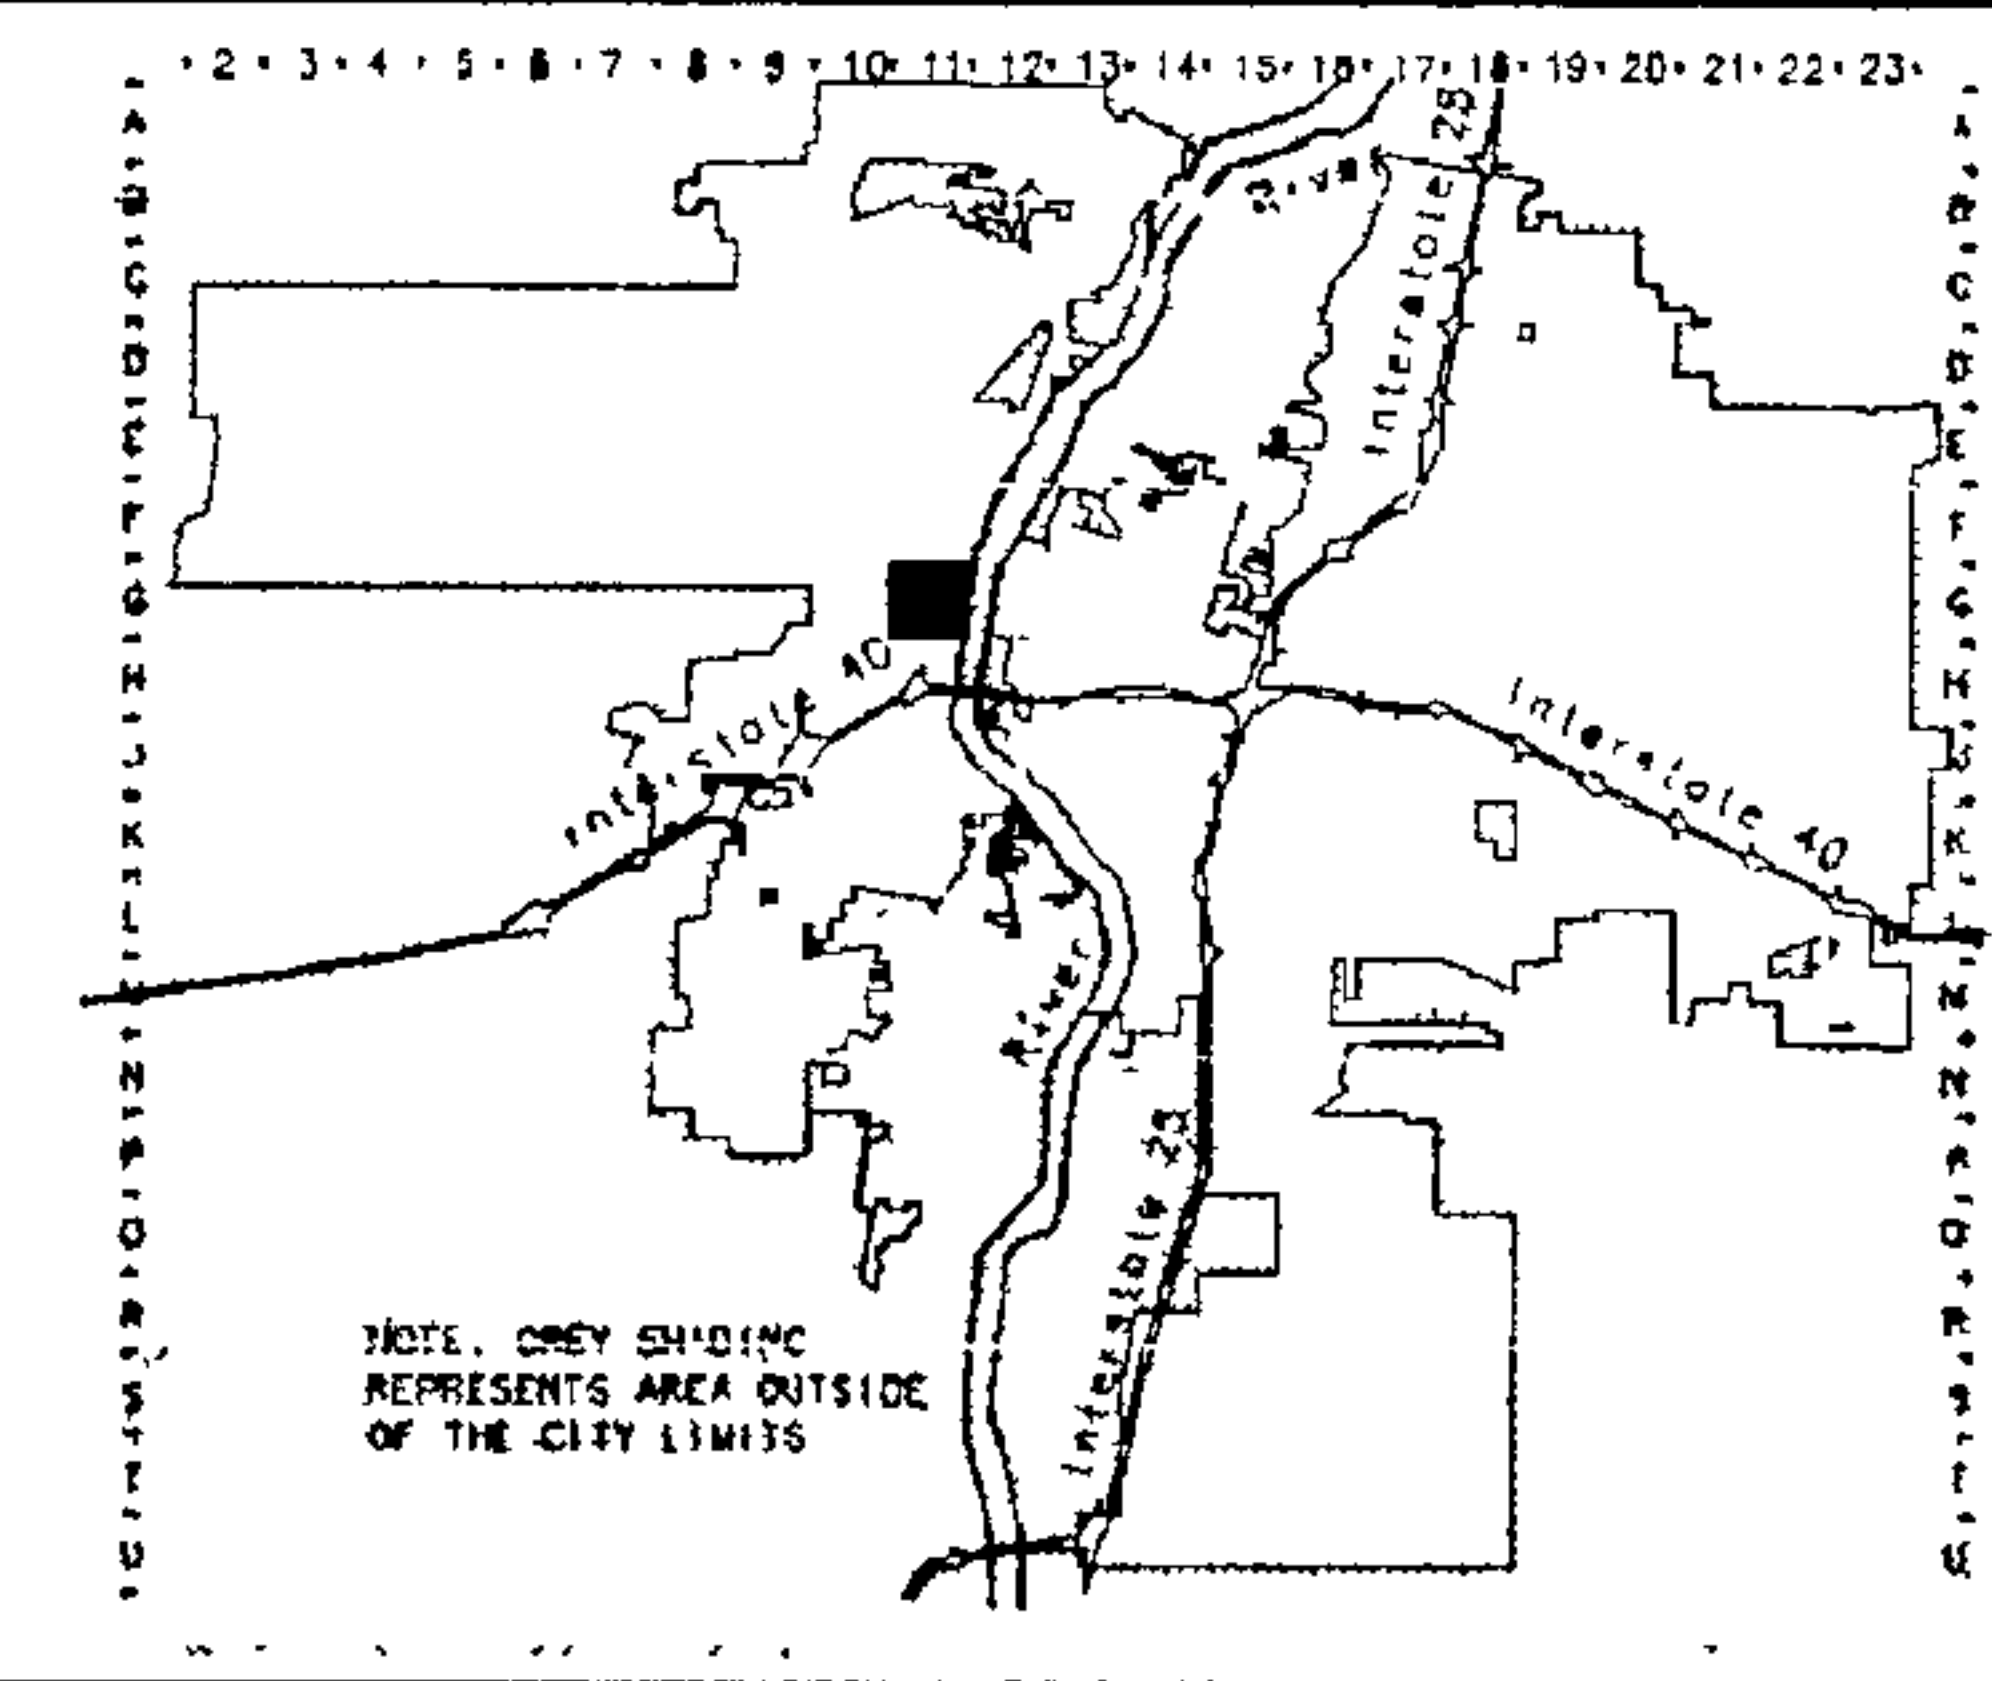 2 3 4 5 6 7 8 9 10 11 12 13 14 15 16 17 18 19 20 21 22 23
A A
B B
C C
D D
E E
F F
G G
H H
J J
K K
L L
M M
N N
P P
Q Q
R R
S S
T T
U U
River
Interstate 25
Interstate 40
Interstate 40
River
Interstate 25
NOTE. GREY SHADING
REPRESENTS AREA OUTSIDE
OF THE CITY LIMITS